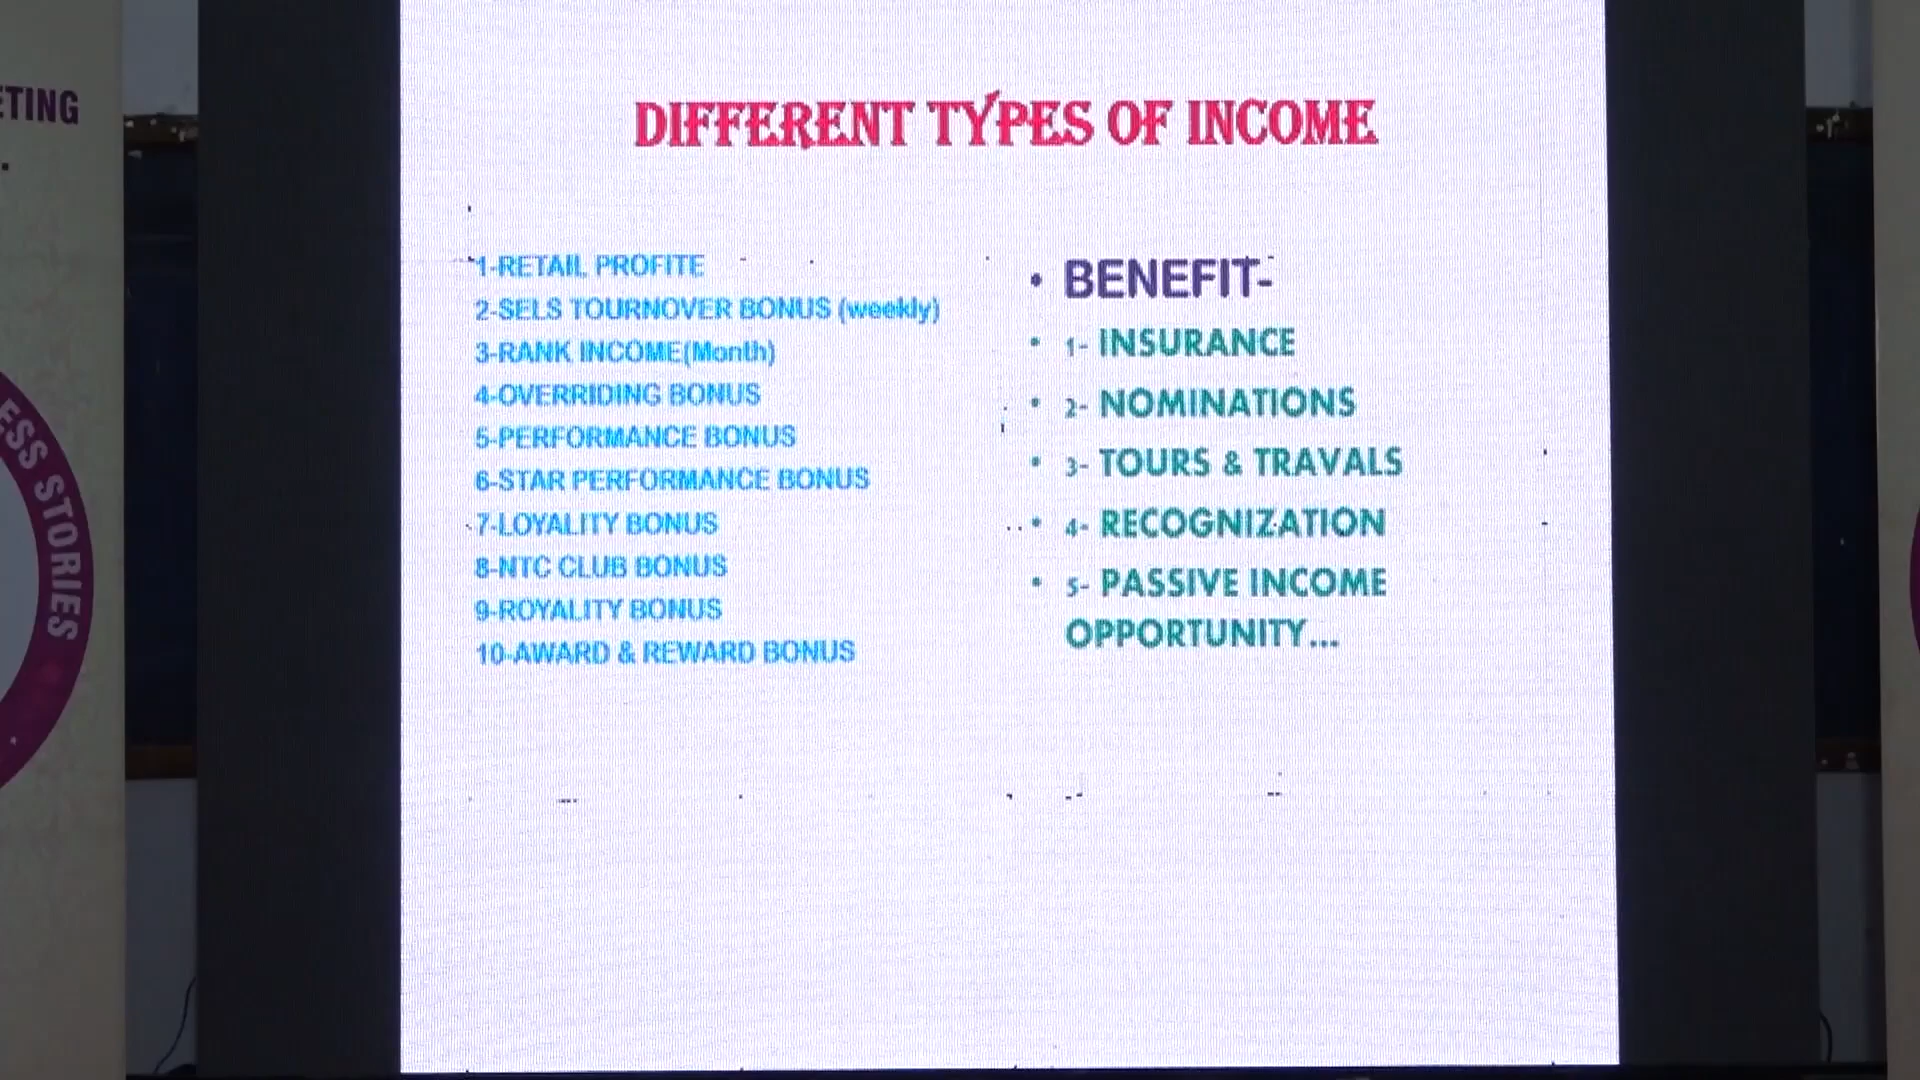 ETING
ESS STORIES
DIFFERENT TYPES OF INCOME
1-RETAIL PROFITE
2-SELS TOURNOVER BONUS (weekly)
3-RANK INCOME(Month)
4-OVERRIDING BONUS
5-PERFORMANCE BONUS
6-STAR PERFORMANCE BONUS
7-LOYALITY BONUS
8-NTC CLUB BONUS
9-ROYALITY BONUS
10-AWARD & REWARD BONUS
• BENEFIT-
• 1- INSURANCE
• 2- NOMINATIONS
• 3- TOURS & TRAVALS
• 4- RECOGNIZATION
• 5- PASSIVE INCOME
OPPORTUNITY...